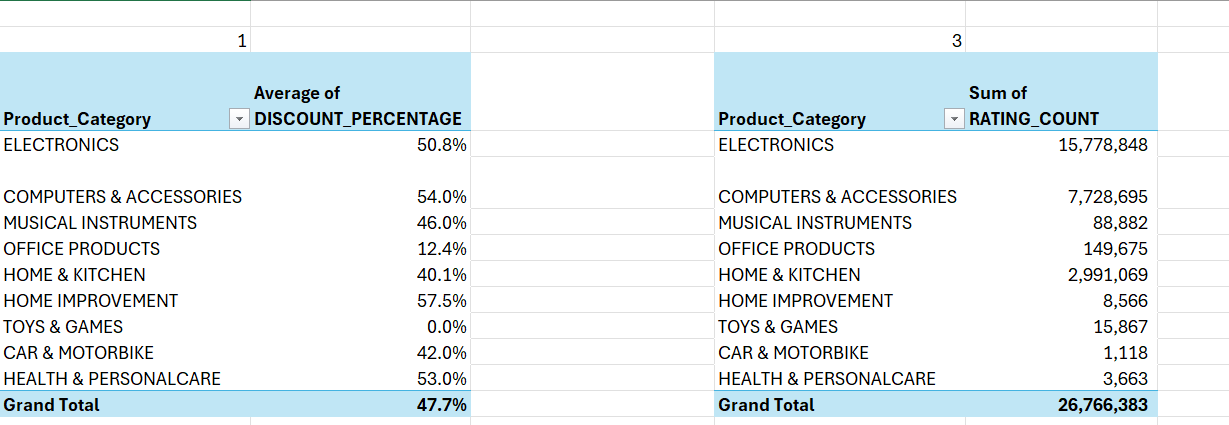 1
Average of
Product_Category DISCOUNT_PERCENTAGE
ELECTRONICS 50.8%
COMPUTERS & ACCESSORIES 54.0%
MUSICAL INSTRUMENTS 46.0%
OFFICE PRODUCTS 12.4%
HOME & KITCHEN 40.1%
HOME IMPROVEMENT 57.5%
TOYS & GAMES 0.0%
CAR & MOTORBIKE 42.0%
HEALTH & PERSONALCARE 53.0%
Grand Total 47.7%
3
Sum of
Product_Category RATING_COUNT
ELECTRONICS 15,778,848
COMPUTERS & ACCESSORIES 7,728,695
MUSICAL INSTRUMENTS 88,882
OFFICE PRODUCTS 149,675
HOME & KITCHEN 2,991,069
HOME IMPROVEMENT 8,566
TOYS & GAMES 15,867
CAR & MOTORBIKE 1,118
HEALTH & PERSONALCARE 3,663
Grand Total 26,766,383